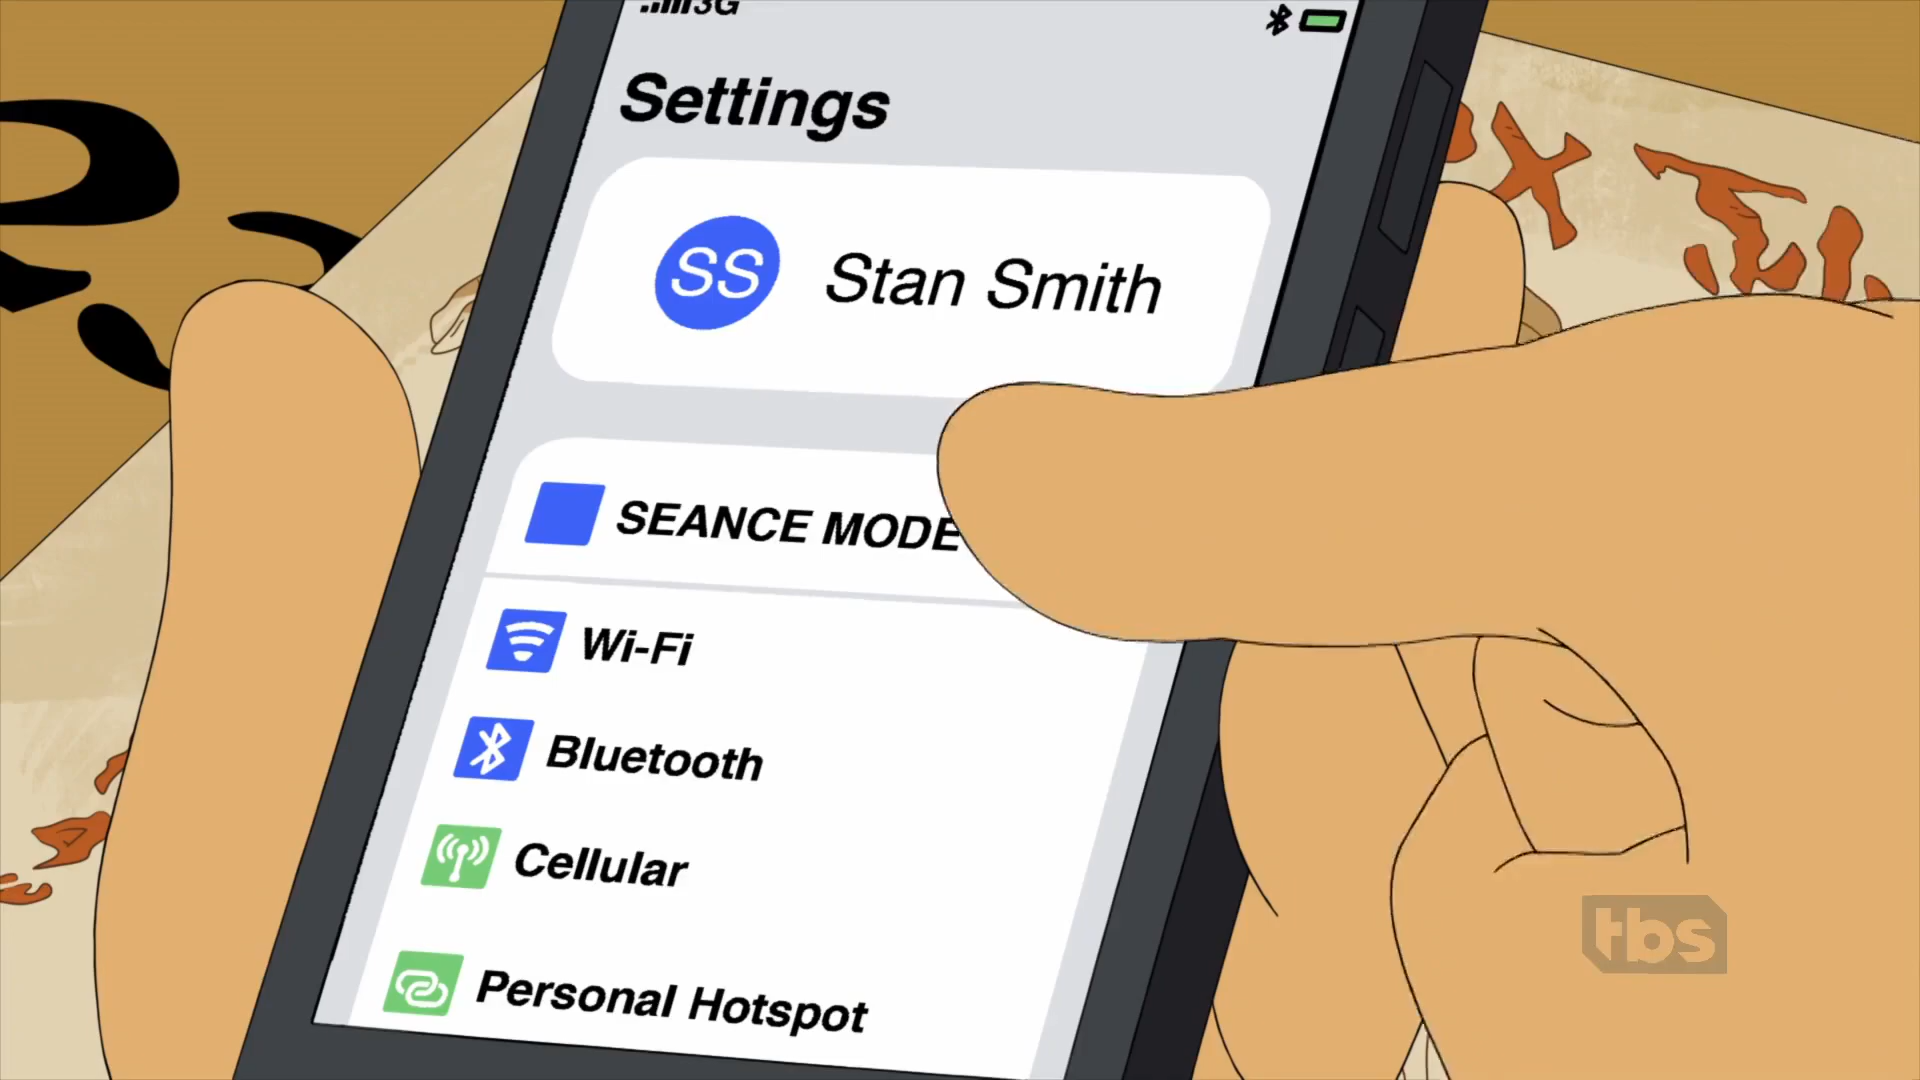 3G
Settings
SS
Stan Smith
SEANCE MODE
Wi-Fi
Bluetooth
Cellular
Personal Hotspot
tbs